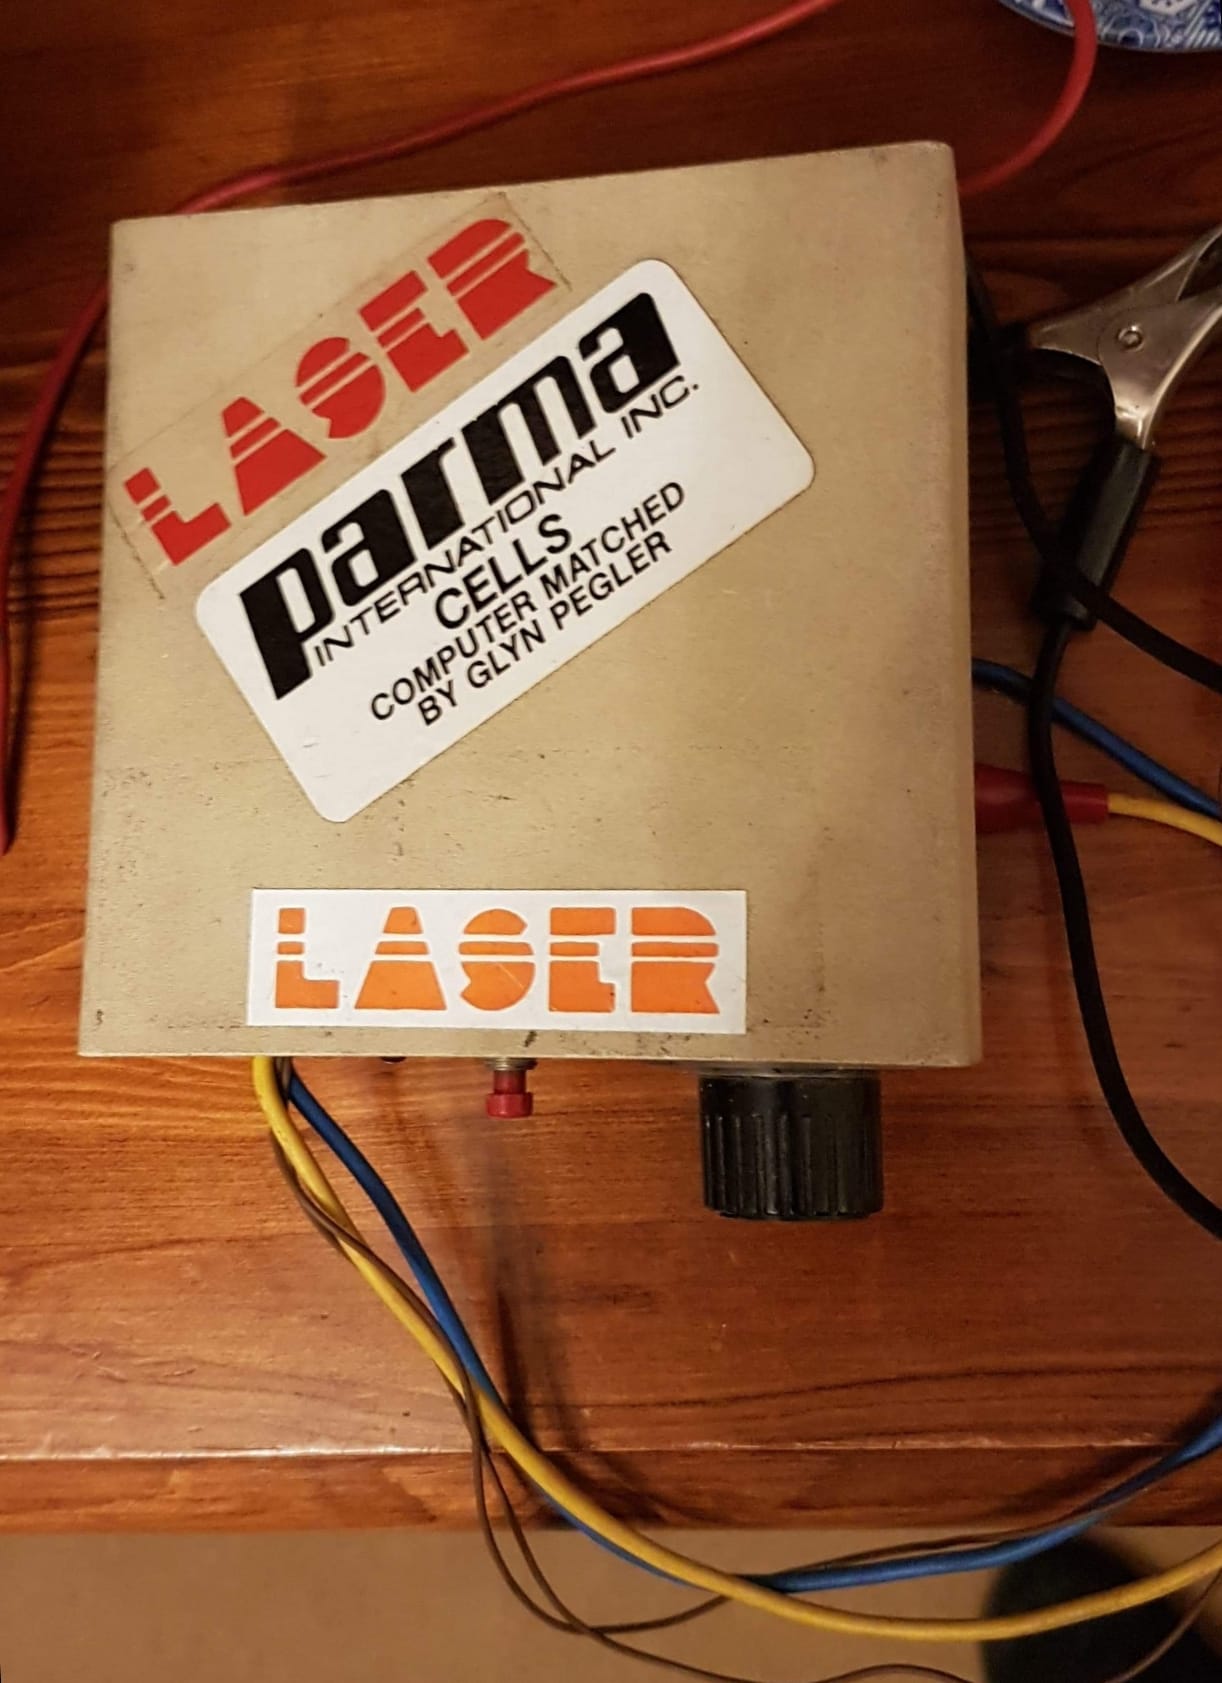 LASER
parma
INTERNATIONAL INC.
CELLS
COMPUTER MATCHED
BY GLYN PEGLER
LASER